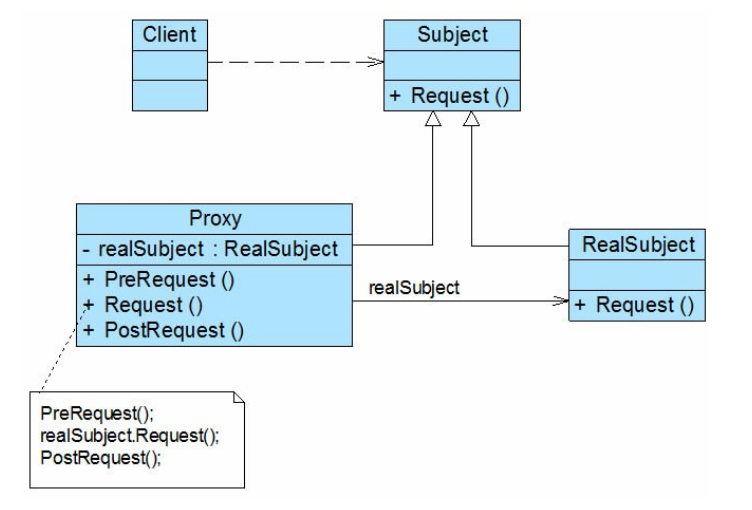 Client
Subject
+ Request ()
Proxy
- realSubject : RealSubject
+ PreRequest ()
+ Request ()
+ PostRequest ()
realSubject
RealSubject
+ Request ()
PreRequest();
realSubject.Request();
PostRequest();